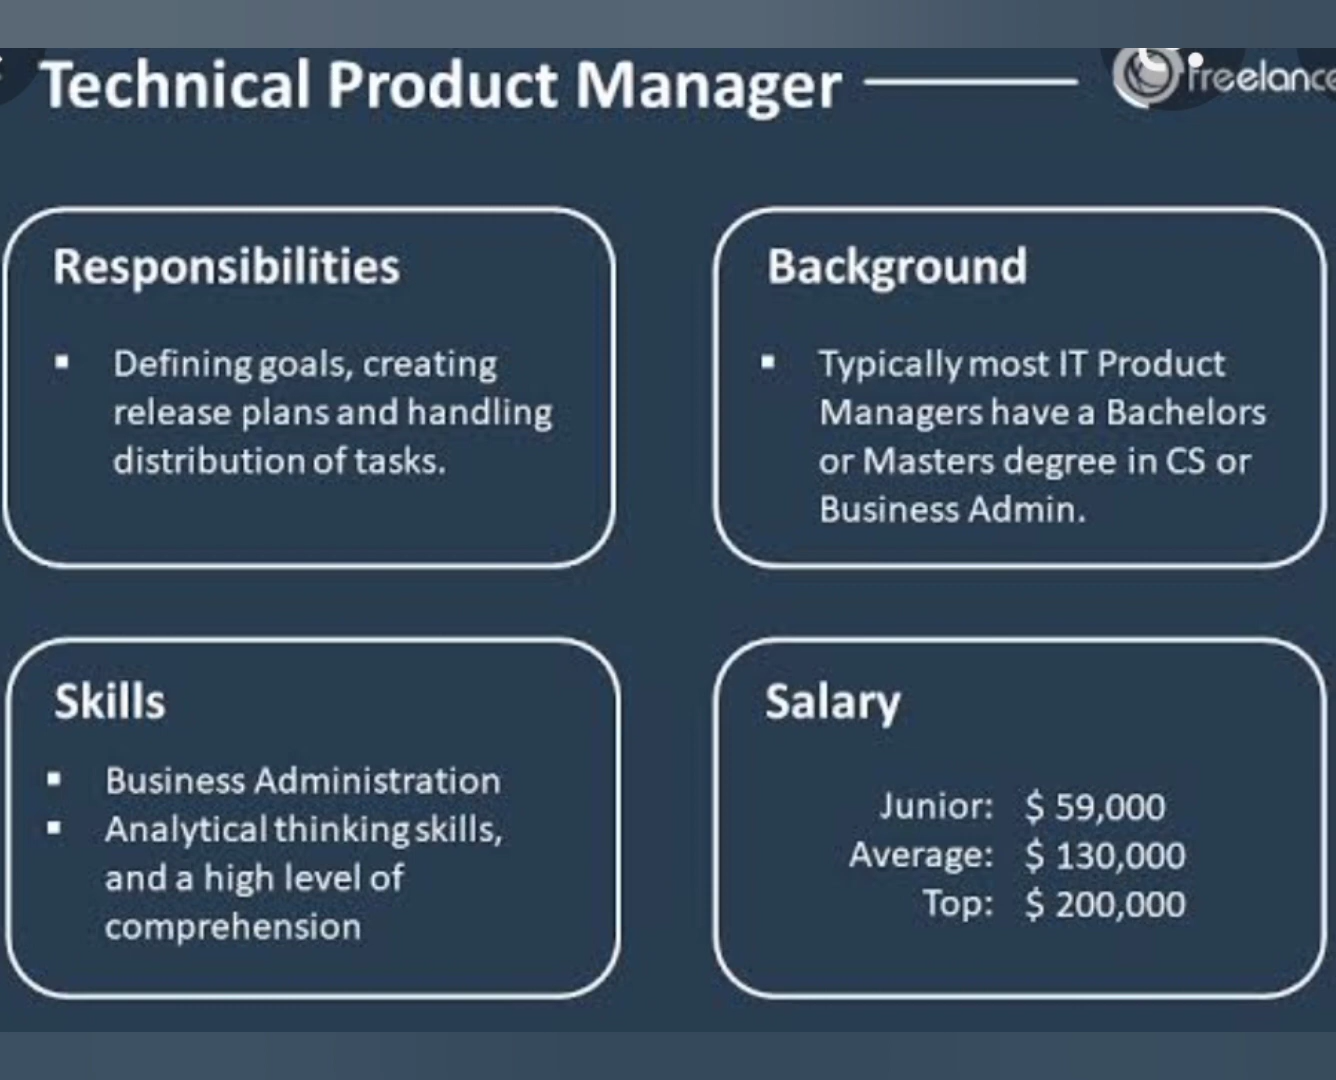 Technical Product Manager
Responsibilities
▪ Defining goals, creating
release plans and handling
distribution of tasks.
Background
▪ Typically most IT Product
Managers have a Bachelors
or Masters degree in CS or
Business Admin.
Skills
▪ Business Administration
▪ Analytical thinking skills,
and a high level of
comprehension
Salary
Junior: $ 59,000
Average: $ 130,000
Top: $ 200,000